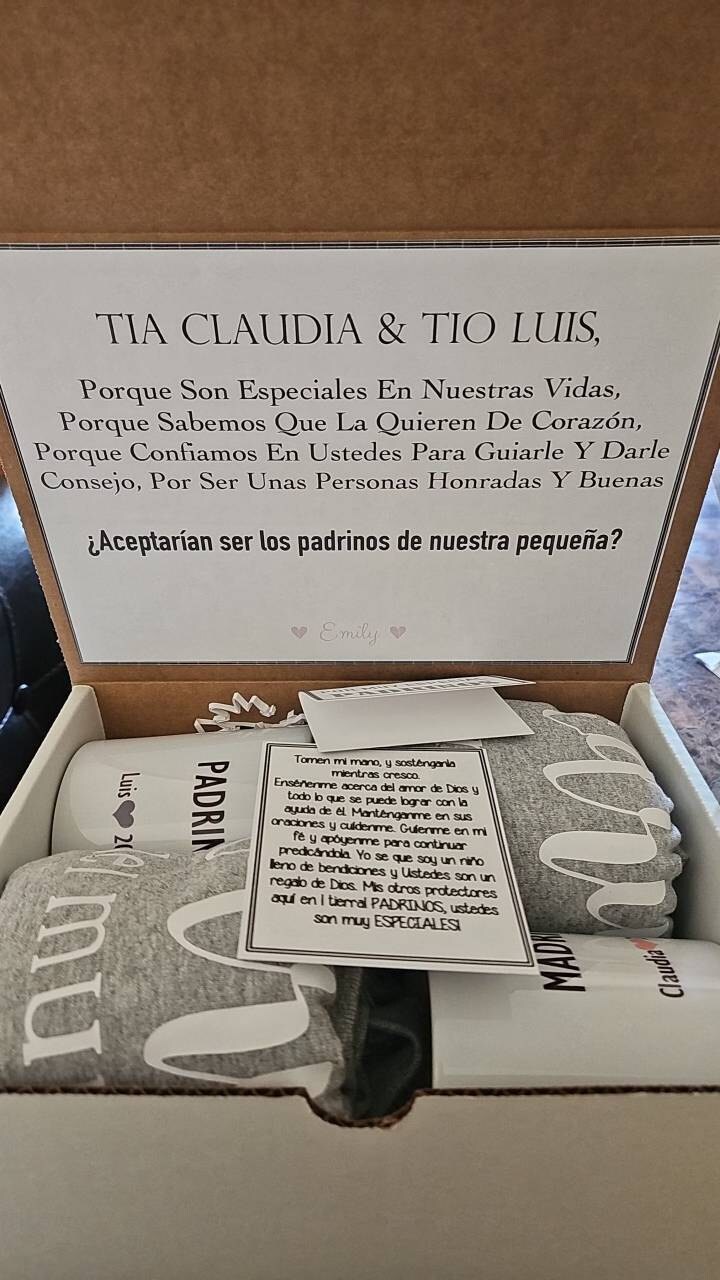 TIA CLAUDIA & TIO LUIS,
Porque Son Especiales En Nuestras Vidas,
Porque Sabemos Que La Quieren De Corazón,
Porque Confiamos En Ustedes Para Guiarle Y Darle
Consejo, Por Ser Unas Personas Honradas Y Buenas
¿Aceptarían ser los padrinos de nuestra pequeña?
Emily
Tomen mi mano, y sosténganla
mientras crezco.
Enséñenme acerca del amor de Dios y
todo lo que se puede lograr con la
ayuda de él. Manténganme en sus
oraciones y cuídenme. Guíenme en mi
fé y apóyenme para continuar
predicándola. Yo se que soy un niño
lleno de bendiciones y Ustedes son un
regalo de Dios. Mis otros protectores
aquí en l tierra! PADRINOS, ustedes
son muy ESPECIALES!
PADRIN
Luis
MADR
Claudia
mu